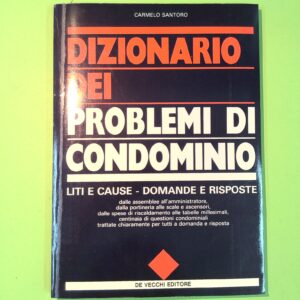 CARMELO SANTORO
DIZIONARIO
DEI
PROBLEMI DI
CONDOMINIO
LITI E CAUSE - DOMANDE E RISPOSTE
dalle assemblee all'amministratore,
dalla portineria alle scale e ascensori,
dalle spese di riscaldamento alle tabelle millesimali,
centinaia di questioni condominiali
trattate chiaramente per tutti a domanda e risposta
DE VECCHI EDITORE